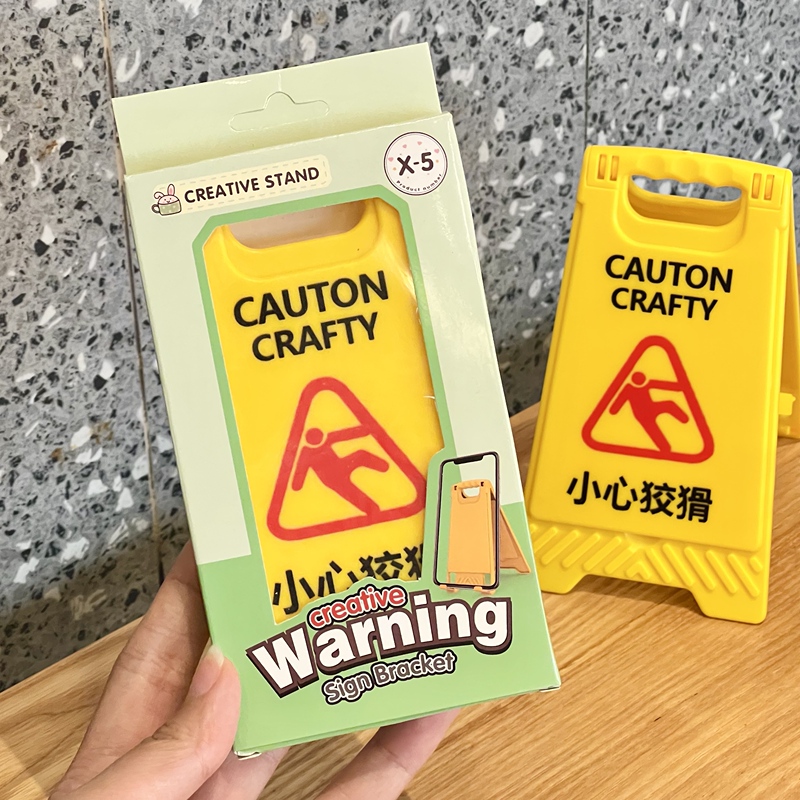 CREATIVE STAND
X-5
Product number
CAUTON
CRAFTY
小心狡猾
creative
Warning
Sign Bracket
CAUTON
CRAFTY
小心狡猾